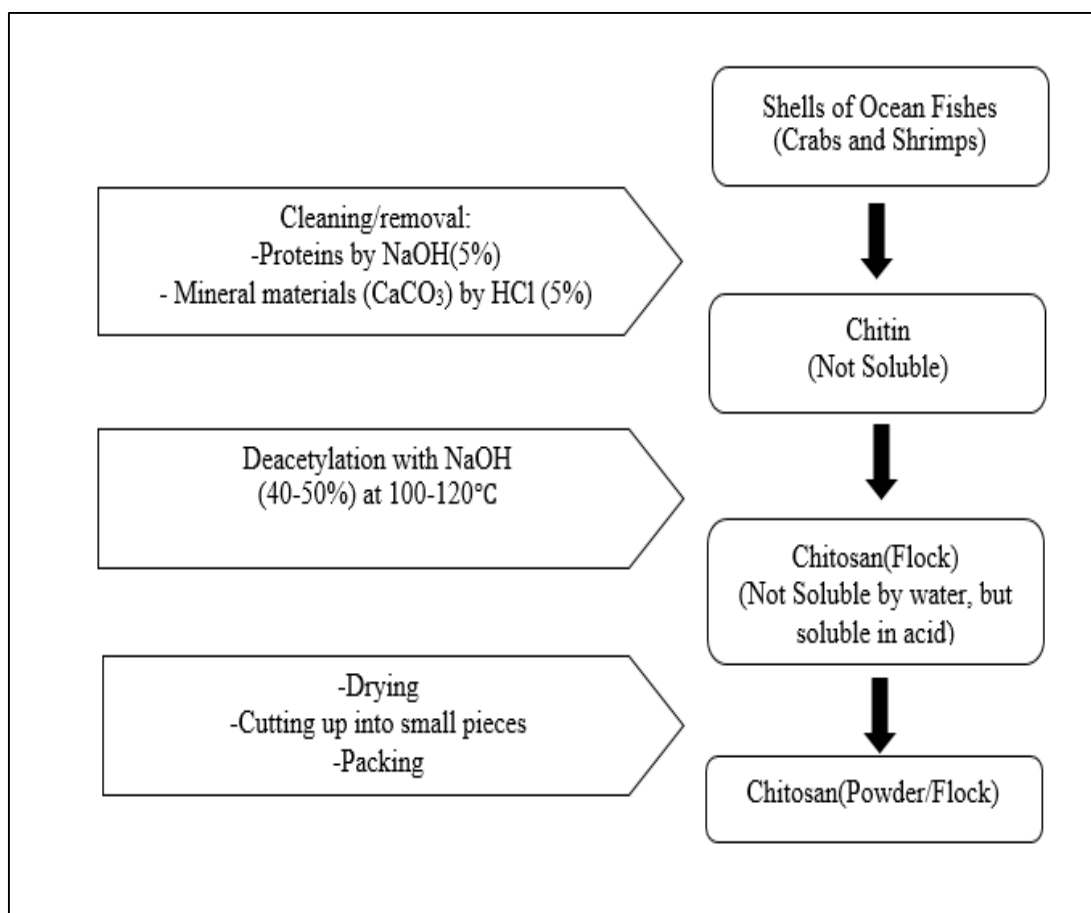 Shells of Ocean Fishes
(Crabs and Shrimps)
Cleaning/removal:
-Proteins by NaOH(5%)
- Mineral materials (CaCO₃) by HCl (5%)
Chitin
(Not Soluble)
Deacetylation with NaOH
(40-50%) at 100-120℃
Chitosan(Flock)
(Not Soluble by water, but
soluble in acid)
-Drying
-Cutting up into small pieces
-Packing
Chitosan(Powder/Flock)